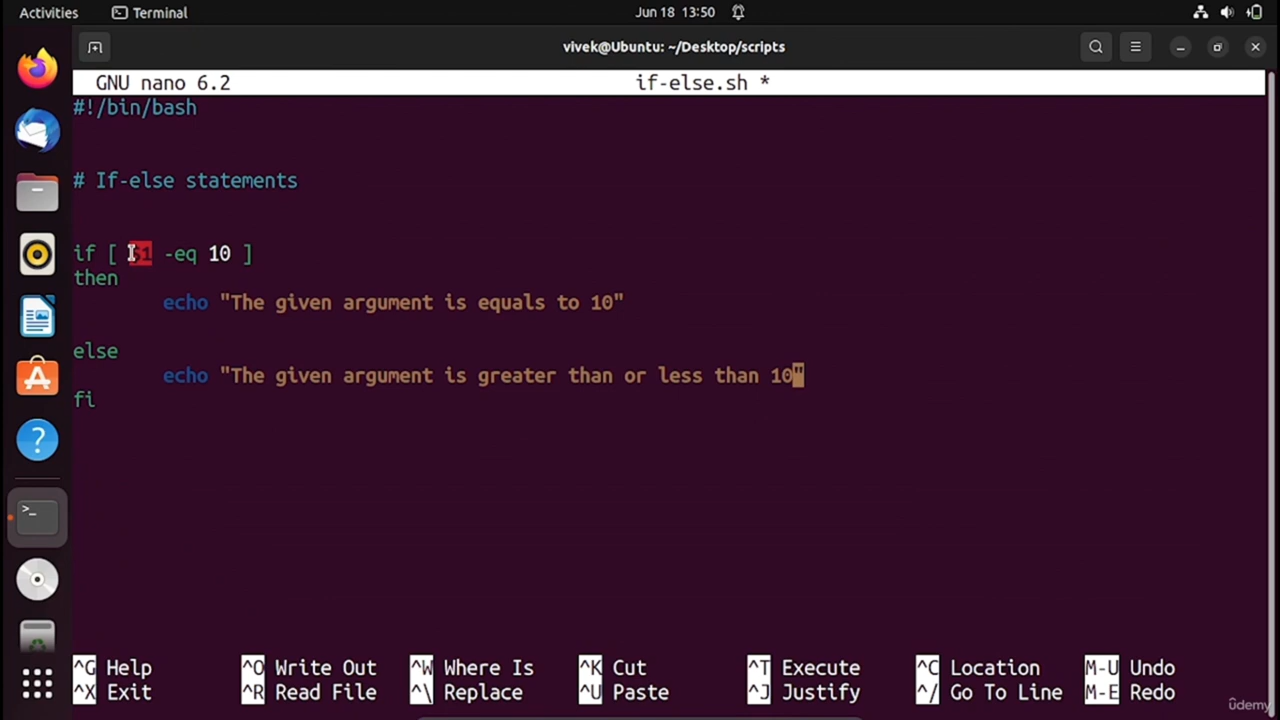 Activities Terminal Jun 18 13:50
vivek@Ubuntu: ~/Desktop/scripts
GNU nano 6.2 if-else.sh *
#!/bin/bash
# If-else statements
if [ $1 -eq 10 ]
then
echo "The given argument is equals to 10"
else
echo "The given argument is greater than or less than 10"
fi
^G Help ^O Write Out ^W Where Is ^K Cut ^T Execute ^C Location M-U Undo
^X Exit ^R Read File ^\ Replace ^U Paste ^J Justify ^/ Go To Line M-E Redo
udemy